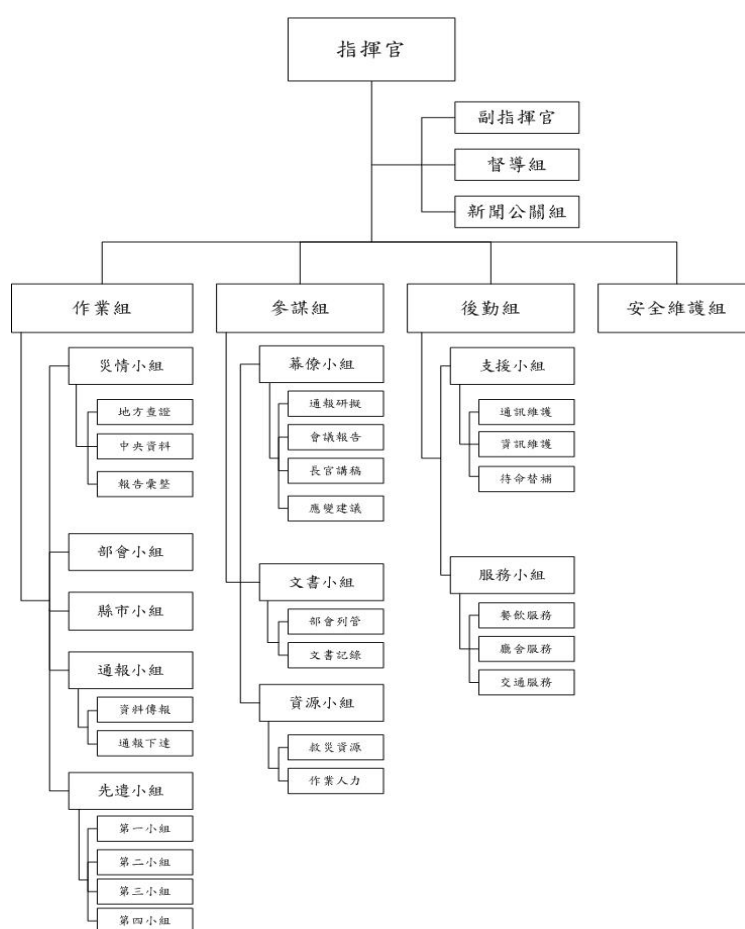 指揮官
副指揮官
督導組
新聞公關組
作業組
災情小組
地方查證
中央資料
報告彙整
部會小組
縣市小組
通報小組
資料傳報
通報下達
先遣小組
第一小組
第二小組
第三小組
第四小組
參謀組
幕僚小組
通報研擬
會議報告
長官講稿
應變建議
文書小組
部會列管
文書記錄
資源小組
救災資源
作業人力
後勤組
支援小組
通訊維護
資訊維護
待命替補
服務小組
餐飲服務
廳舍服務
交通服務
安全維護組